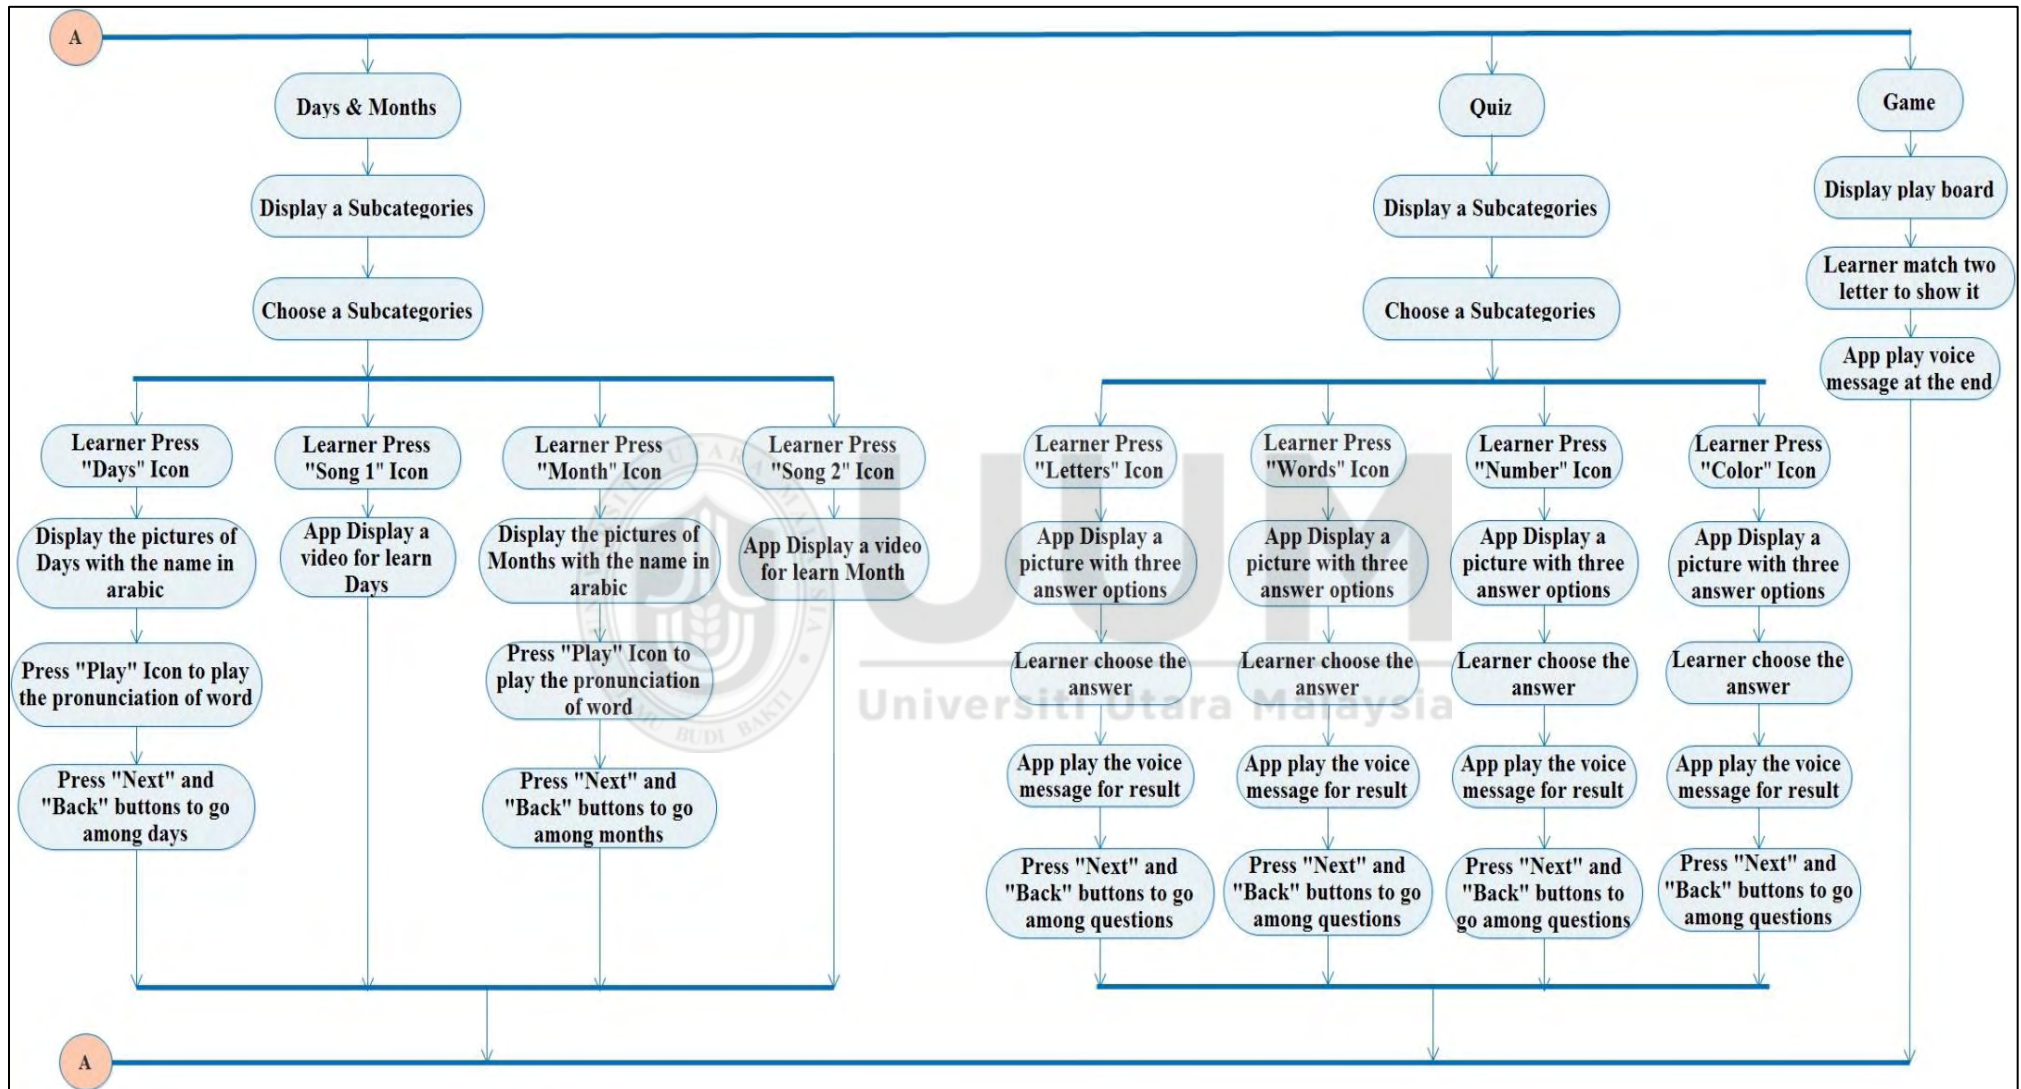 A
Days & Months
Display a Subcategories
Choose a Subcategories
Learner Press
"Days" Icon
Display the pictures of
Days with the name in
arabic
Press "Play" Icon to play
the pronunciation of word
Press "Next" and
"Back" buttons to go
among days
Learner Press
"Song 1" Icon
App Display a
video for learn
Days
Learner Press
"Month" Icon
Display the pictures of
Months with the name in
arabic
Press "Play" Icon to
play the pronunciation
of word
Press "Next" and
"Back" buttons to go
among months
Learner Press
"Song 2" Icon
App Display a video
for learn Month
Quiz
Display a Subcategories
Choose a Subcategories
Learner Press
"Letters" Icon
App Display a
picture with three
answer options
Learner choose the
answer
App play the voice
message for result
Press "Next" and
"Back" buttons to go
among questions
Learner Press
"Words" Icon
App Display a
picture with three
answer options
Learner choose the
answer
App play the voice
message for result
Press "Next" and
"Back" buttons to go
among questions
Learner Press
"Number" Icon
App Display a
picture with three
answer options
Learner choose the
answer
App play the voice
message for result
Press "Next" and
"Back" buttons to
go among questions
Learner Press
"Color" Icon
App Display a
picture with three
answer options
Learner choose the
answer
App play the voice
message for result
Press "Next" and
"Back" buttons to go
among questions
Game
Display play board
Learner match two
letter to show it
App play voice
message at the end
A
UUM
Universiti Utara Malaysia
UNIVERSITI UTARA MALAYSIA
ILMU BUDI BAKTI